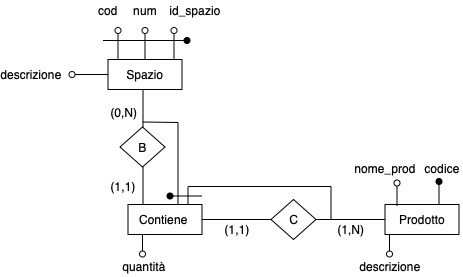 cod num id_spazio
descrizione
Spazio
(0,N)
B
(1,1)
nome_prod codice
Contiene
C
Prodotto
(1,1)
(1,N)
quantità
descrizione